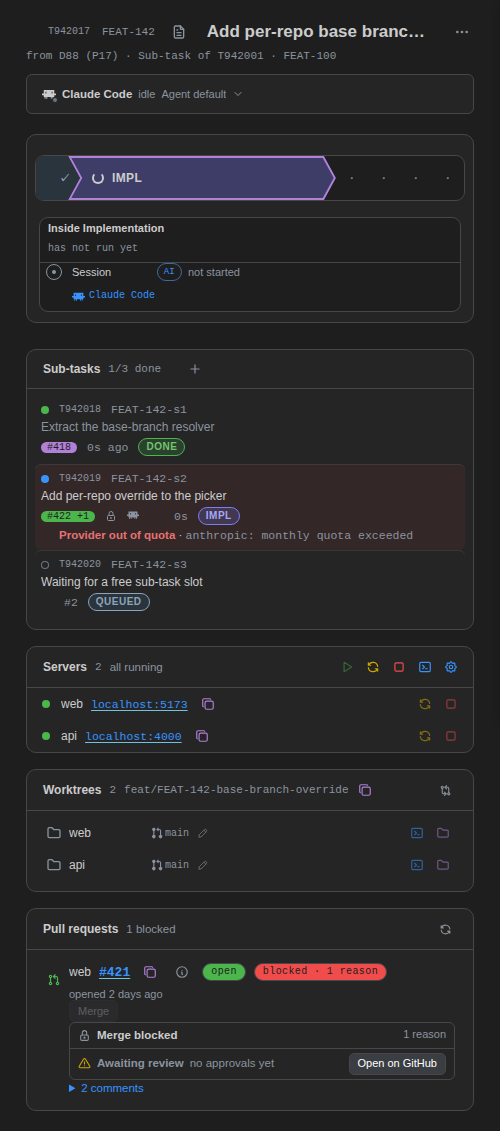 T942017 FEAT-142 Add per-repo base branc…
from D88 (P17) · Sub-task of T942001 · FEAT-100
Claude Code idle Agent default
✓ IMPL · · · ·
Inside Implementation
has not run yet
Session AI not started
Claude Code
Sub-tasks 1/3 done
T942018 FEAT-142-s1
Extract the base-branch resolver
#418 0s ago DONE
T942019 FEAT-142-s2
Add per-repo override to the picker
#422 +1 0s IMPL
Provider out of quota · anthropic: monthly quota exceeded
T942020 FEAT-142-s3
Waiting for a free sub-task slot
#2 QUEUED
Servers 2 all running
web localhost:5173
api localhost:4000
Worktrees 2 feat/FEAT-142-base-branch-override
web main
api main
Pull requests 1 blocked
web #421 open blocked · 1 reason
opened 2 days ago
Merge
Merge blocked 1 reason
Awaiting review no approvals yet Open on GitHub
2 comments